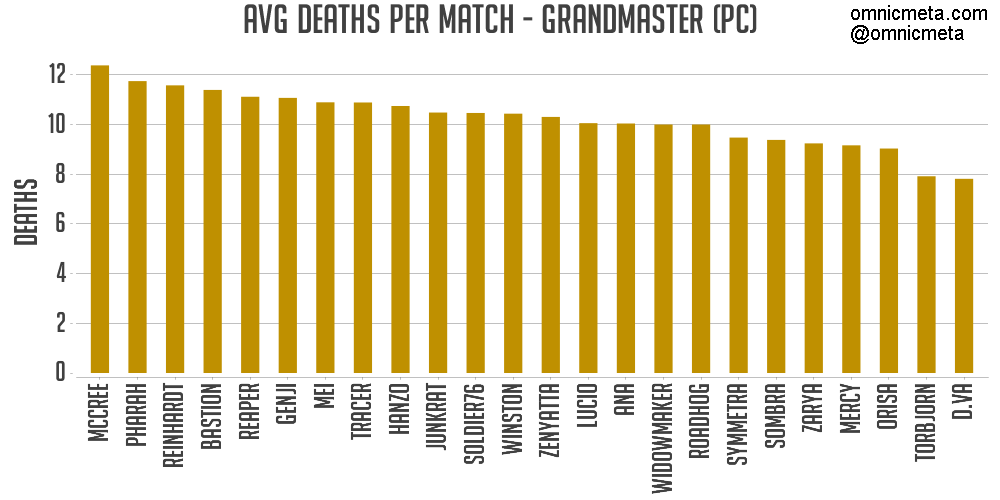 AVG DEATHS PER MATCH - GRANDMASTER (PC)
omnicmeta.com
@omnicmeta
DEATHS
12
10
8
6
4
2
0
MCREE
PHARAH
REINHARDT
BASTION
REAPER
GENJI
MEI
TRACER
HANZO
JUNKRAT
SOLDIER76
WINSTON
ZENYATTA
LUCIO
ANA
WIDOWMAKER
ROADHOG
SYMMETRA
SOMBRA
ZARYA
MERCY
ORISA
TORBJORN
D.VA